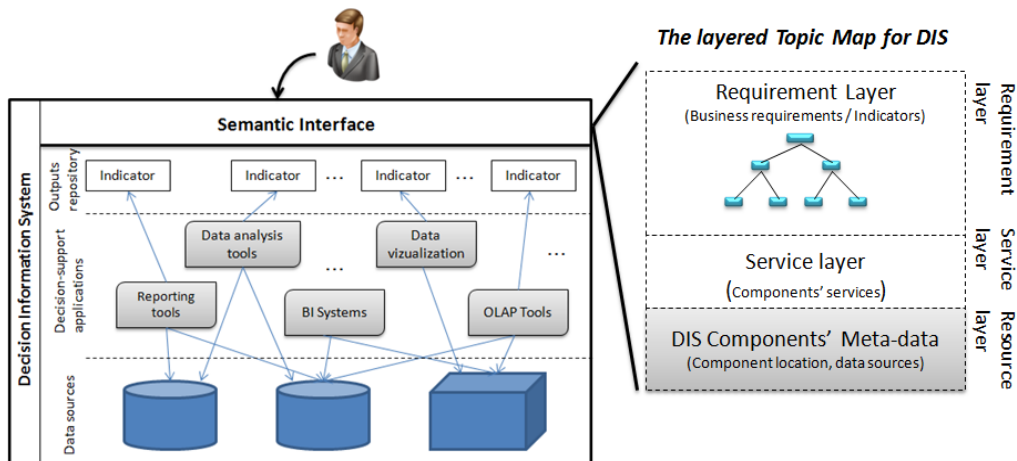 The layered Topic Map for DIS
Semantic Interface
Decision Information System
Outputs
repository
Indicator
Indicator
...
Indicator
...
Indicator
Decision-support
applications
Data analysis
tools
Data
vizualization
...
...
Reporting
tools
BI Systems
OLAP Tools
Data sources
Requirement Layer
(Business requirements / Indicators)
Requirement
layer
Service layer
(Components' services)
Service
layer
DIS Components' Meta-data
(Component location, data sources)
Resource
layer